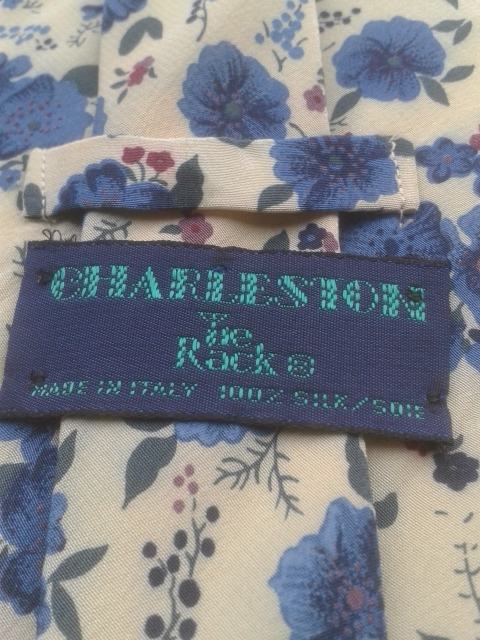 CHARLESTON
Tie
Rack ®
MADE IN ITALY 100% SILK/SOIE